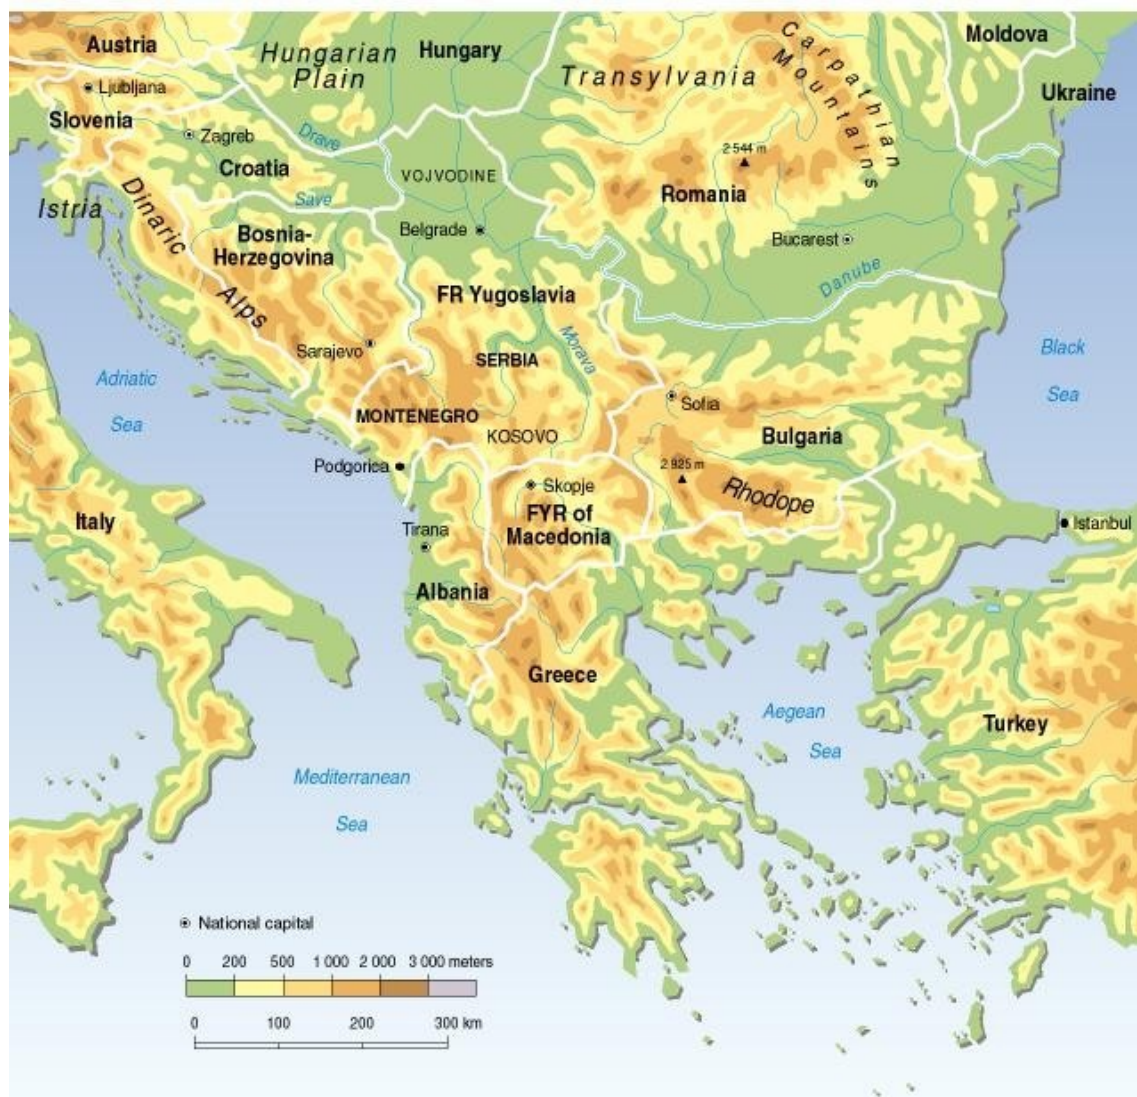 Austria
Hungarian
Plain
Hungary
Transylvania
Carpathian
Mountains
Moldova
Ukraine
Ljubljana
Slovenia
Zagreb
Croatia
Drave
Save
VOJVODINE
2 544 m
Romania
Istria
Dinaric
Alps
Bosnia-
Herzegovina
Belgrade
Bucarest
Danube
FR Yugoslavia
Morava
Sarajevo
SERBIA
Black
Sea
Adriatic
Sea
MONTENEGRO
KOSOVO
Sofia
Bulgaria
Podgorica
2 925 m
Rhodope
Skopje
FYR of
Macedonia
Italy
Tirana
Istanbul
Albania
Greece
Aegean
Sea
Turkey
Mediterranean
Sea
National capital
0 200 500 1 000 2 000 3 000 meters
0 100 200 300 km